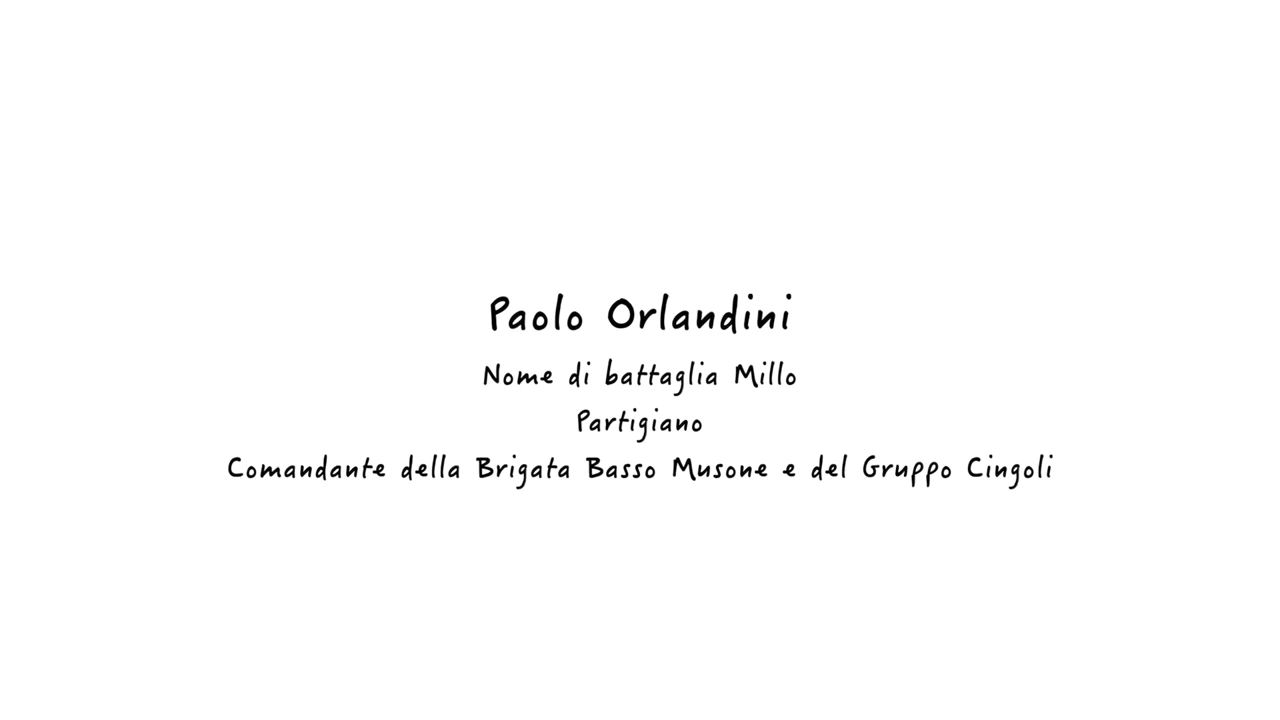 Paolo Orlandini
Nome di battaglia Millo
Partigiano
Comandante della Brigata Basso Musone e del Gruppo Cingoli